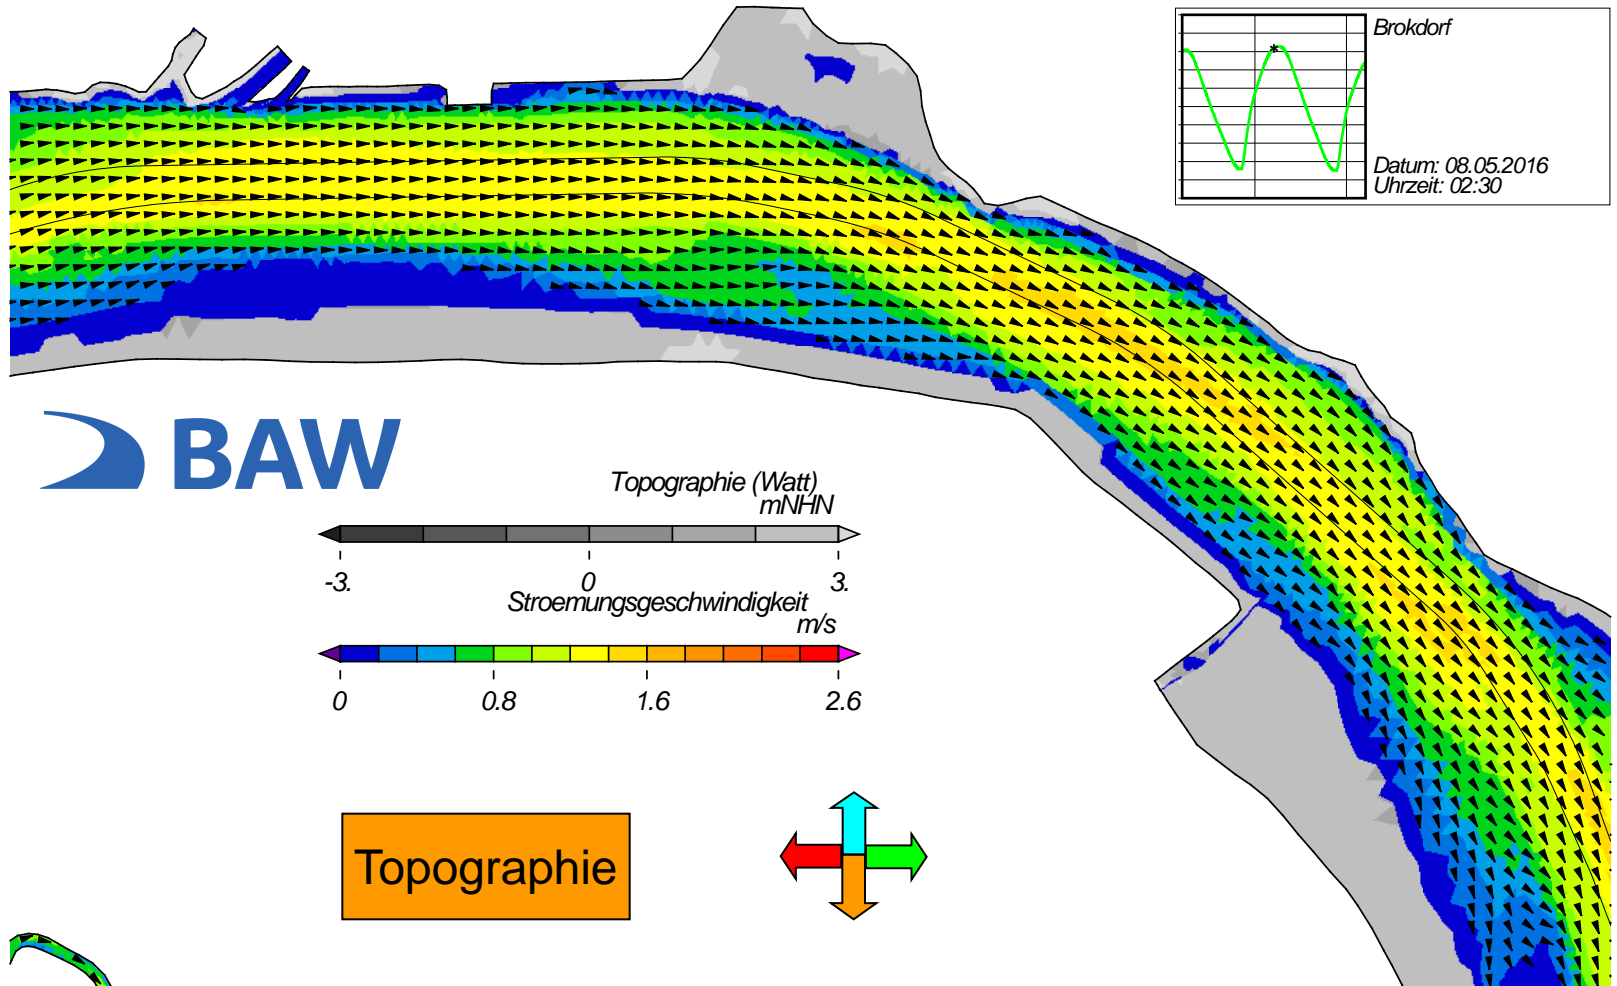 Brokdorf
Datum: 08.05.2016
Uhrzeit: 02:30
BAW
Topographie (Watt)
mNHN
-3. 0 3.
Stroemungsgeschwindigkeit
m/s
0 0.8 1.6 2.6
Topographie